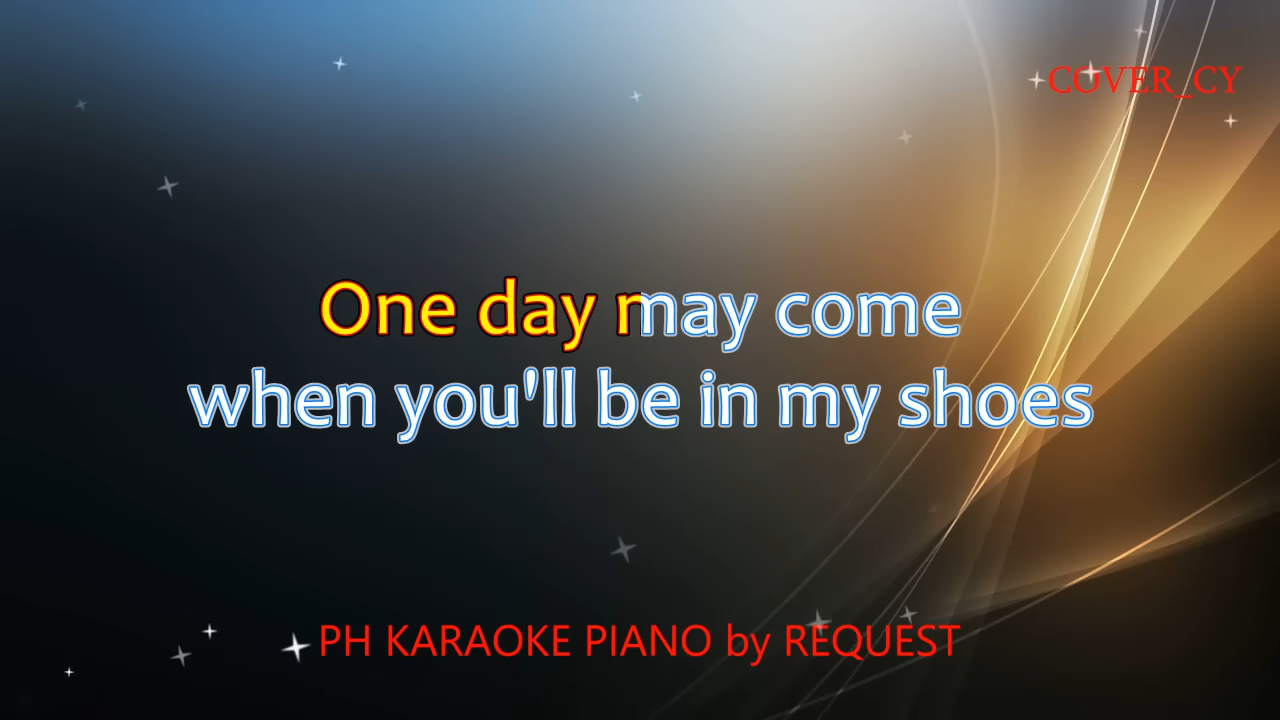 COVER_CY
One day may come
when you'll be in my shoes
PH KARAOKE PIANO by REQUEST